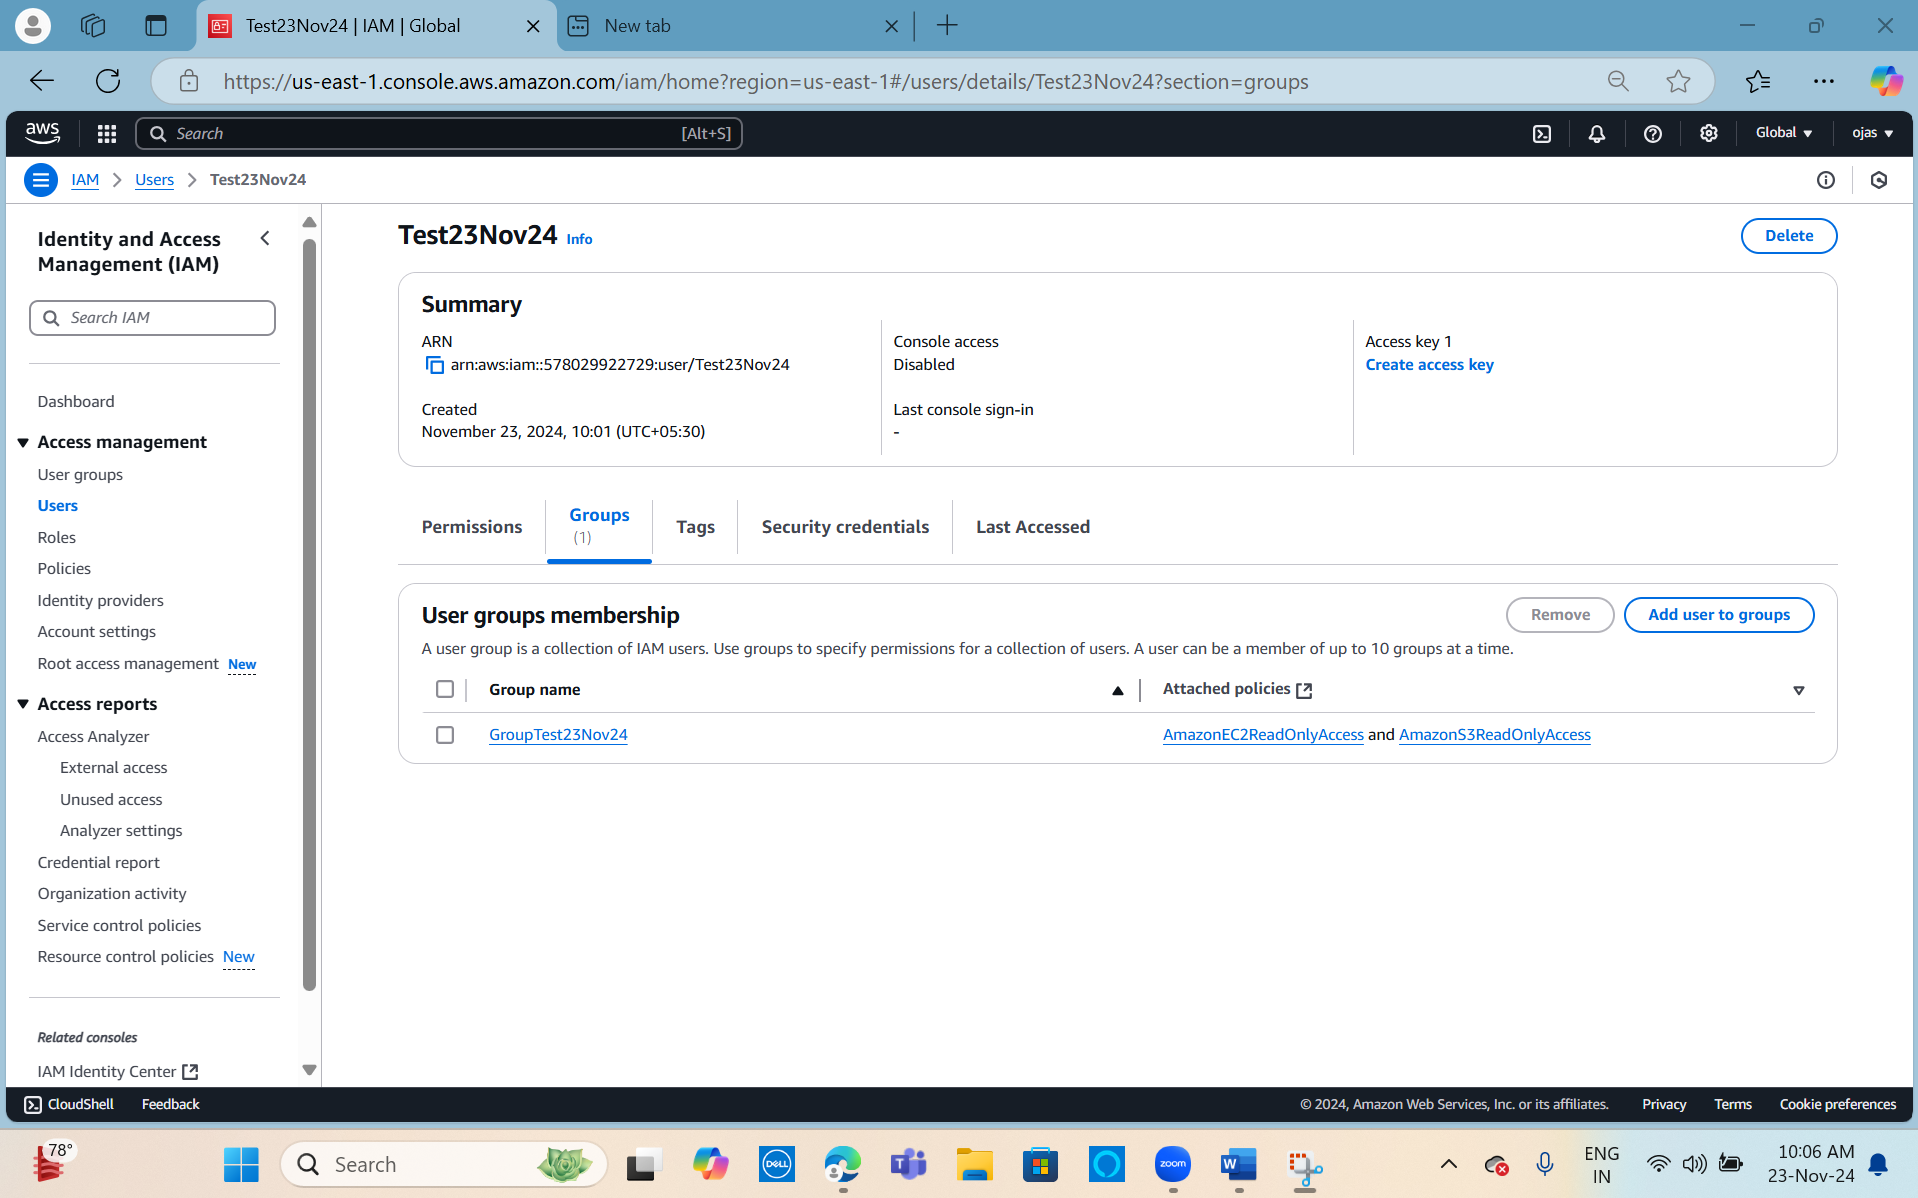 Test23Nov24 | IAM | Global
New tab
https://us-east-1.console.aws.amazon.com/iam/home?region=us-east-1#/users/details/Test23Nov24?section=groups
aws
Search
[Alt+S]
Global
ojas
IAM
Users
Test23Nov24
Identity and Access
Management (IAM)
Search IAM
Dashboard
Access management
User groups
Users
Roles
Policies
Identity providers
Account settings
Root access management New
Access reports
Access Analyzer
External access
Unused access
Analyzer settings
Credential report
Organization activity
Service control policies
Resource control policies New
Related consoles
IAM Identity Center
Test23Nov24 Info
Delete
Summary
ARN
arn:aws:iam::578029922729:user/Test23Nov24
Created
November 23, 2024, 10:01 (UTC+05:30)
Console access
Disabled
Last console sign-in
-
Access key 1
Create access key
Permissions
Groups
(1)
Tags
Security credentials
Last Accessed
User groups membership
Remove
Add user to groups
A user group is a collection of IAM users. Use groups to specify permissions for a collection of users. A user can be a member of up to 10 groups at a time.
Group name
Attached policies
GroupTest23Nov24
AmazonEC2ReadOnlyAccess and AmazonS3ReadOnlyAccess
CloudShell
Feedback
© 2024, Amazon Web Services, Inc. or its affiliates.
Privacy
Terms
Cookie preferences
78°
Search
DELL
zoom
W
ENG
IN
10:06 AM
23-Nov-24